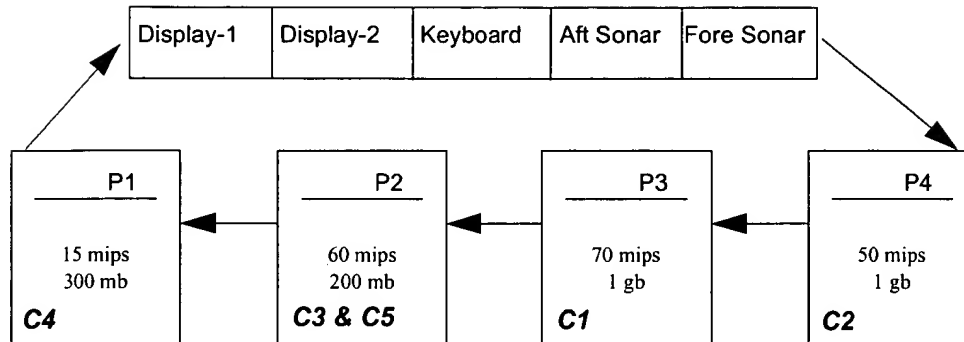 Display-1 Display-2 Keyboard Aft Sonar Fore Sonar
P1 P2 P3 P4
15 mips 60 mips 70 mips 50 mips
300 mb 200 mb 1 gb 1 gb
C4 C3 & C5 C1 C2